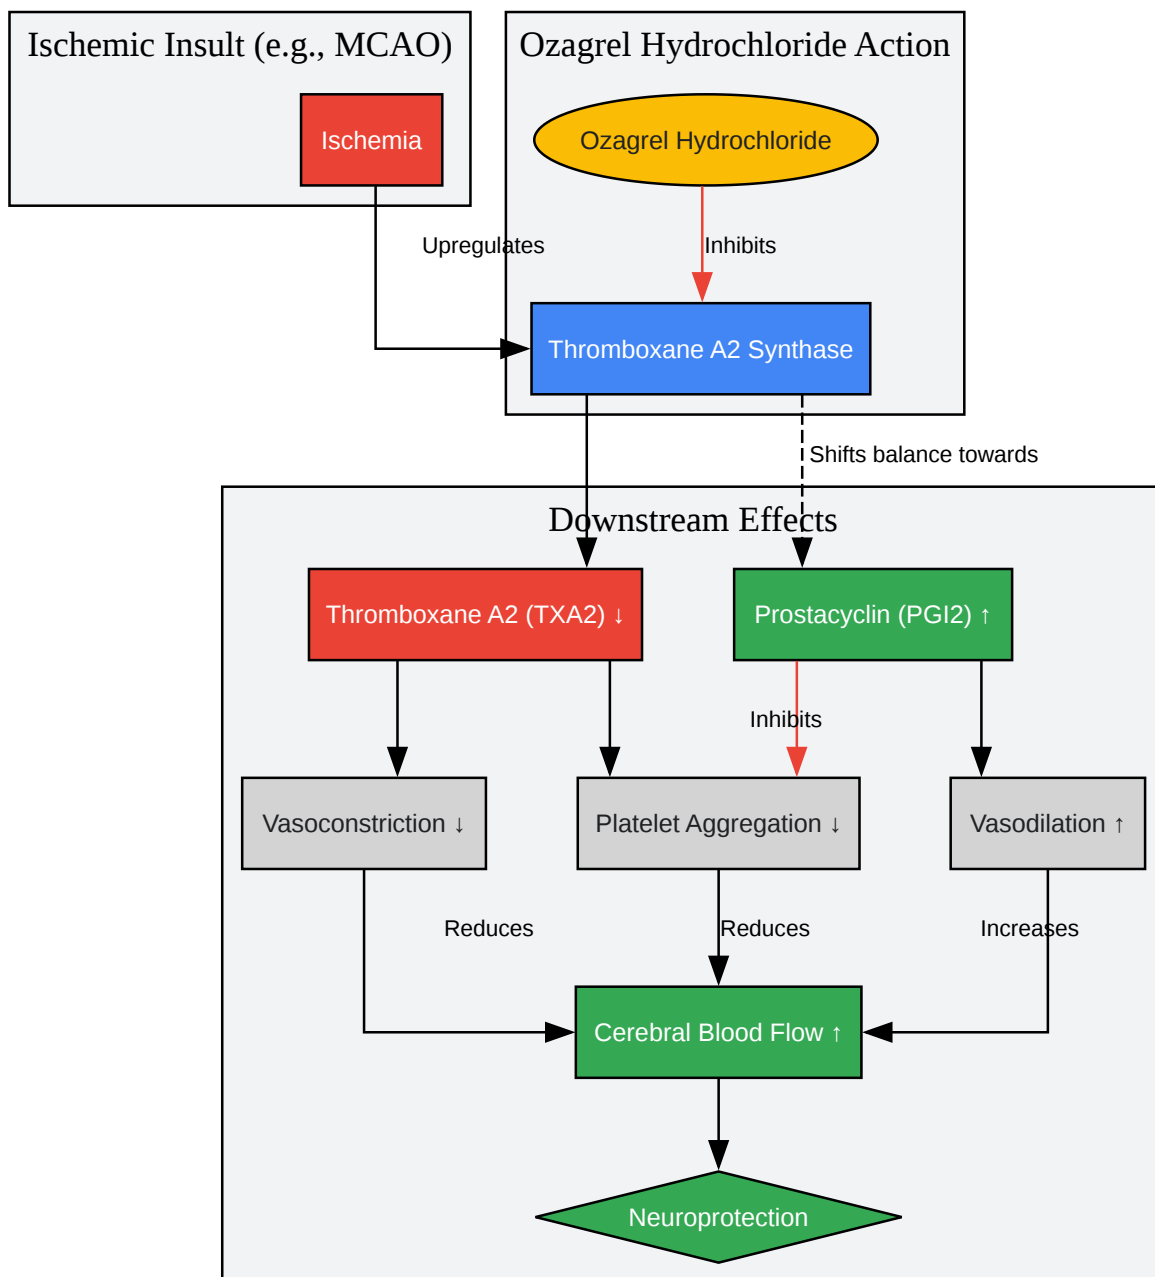 Ischemic Insult (e.g., MCAO)
Ozagrel Hydrochloride Action
Ischemia
Ozagrel Hydrochloride
Upregulates
Inhibits
Thromboxane A2 Synthase
Shifts balance towards
Downstream Effects
Thromboxane A2 (TXA2) ↓
Prostacyclin (PGI2) ↑
Inhibits
Vasoconstriction ↓
Platelet Aggregation ↓
Vasodilation ↑
Reduces
Reduces
Increases
Cerebral Blood Flow ↑
Neuroprotection